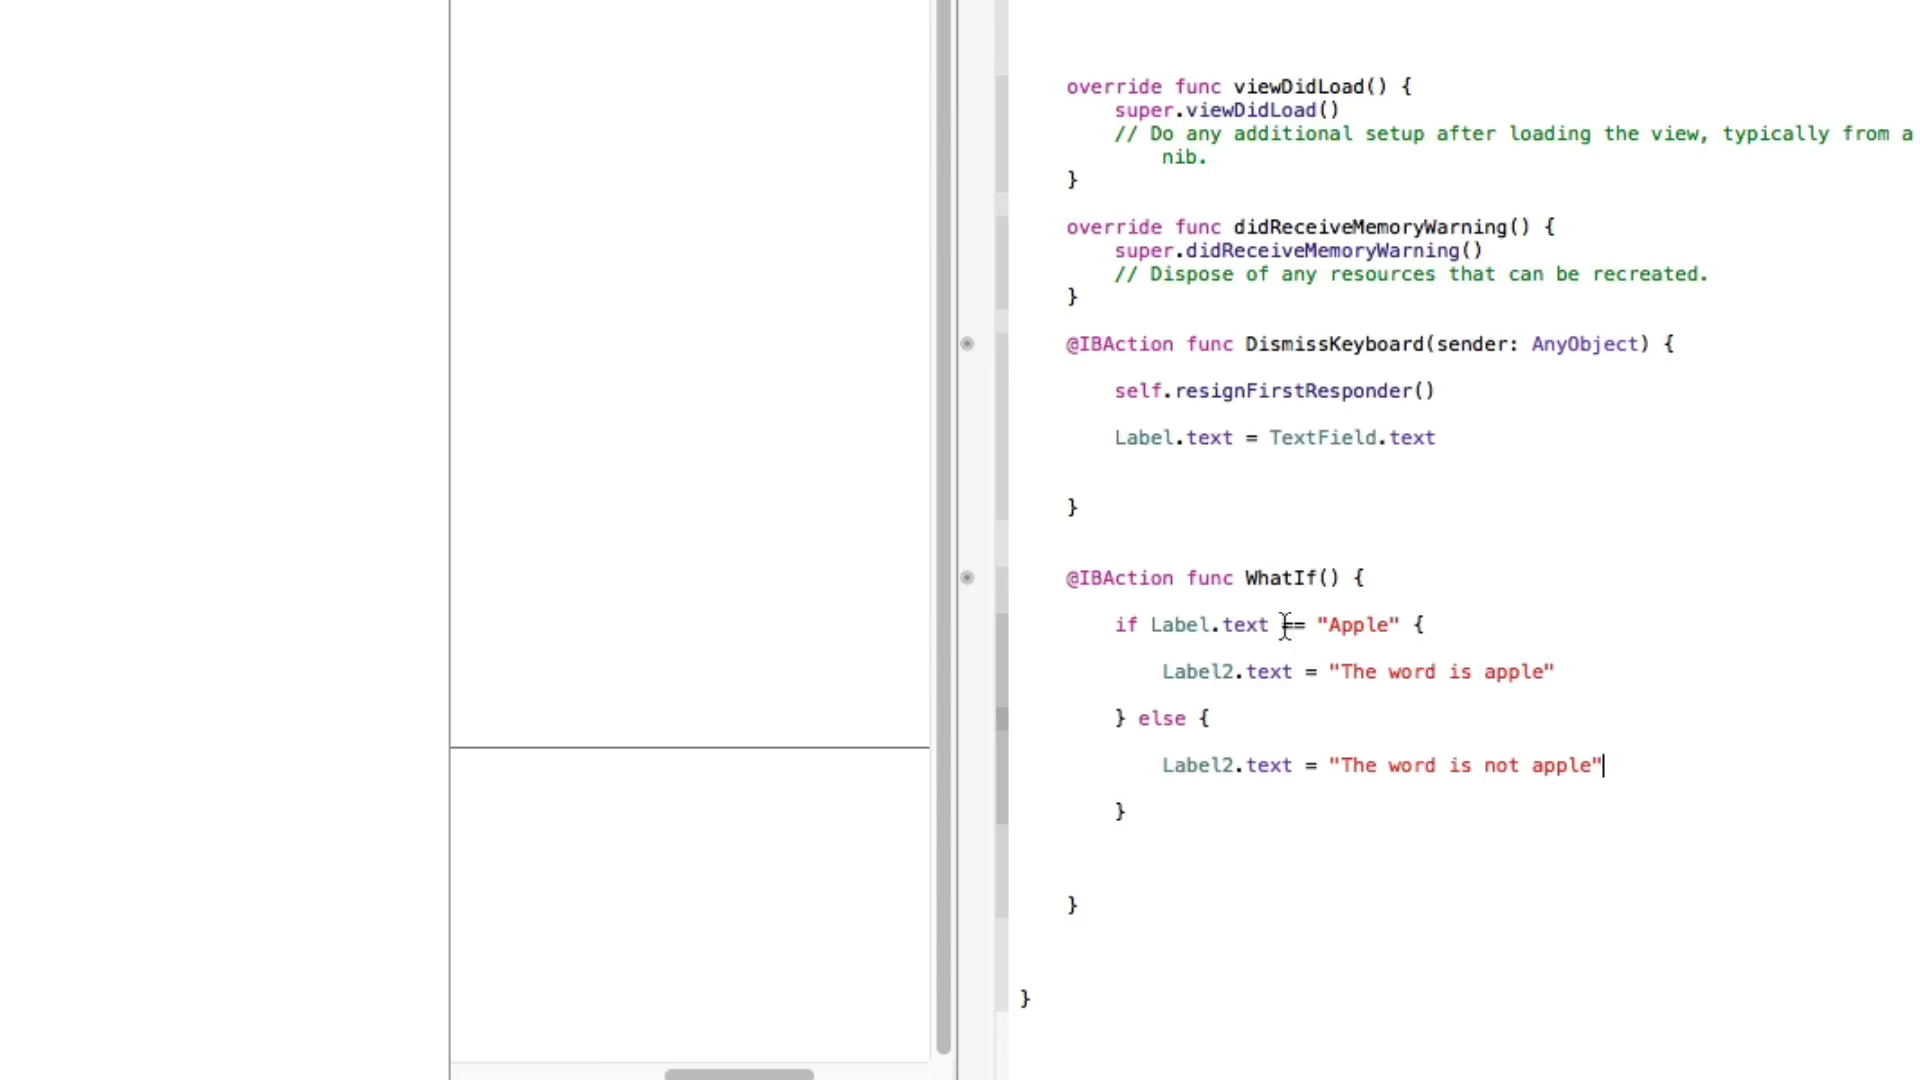 override func viewDidLoad() {
super.viewDidLoad()
// Do any additional setup after loading the view, typically from a
nib.
}
override func didReceiveMemoryWarning() {
super.didReceiveMemoryWarning()
// Dispose of any resources that can be recreated.
}
@IBAction func DismissKeyboard(sender: AnyObject) {
self.resignFirstResponder()
Label.text = TextField.text
}
@IBAction func WhatIf() {
if Label.text == "Apple" {
Label2.text = "The word is apple"
} else {
Label2.text = "The word is not apple"
}
}
}